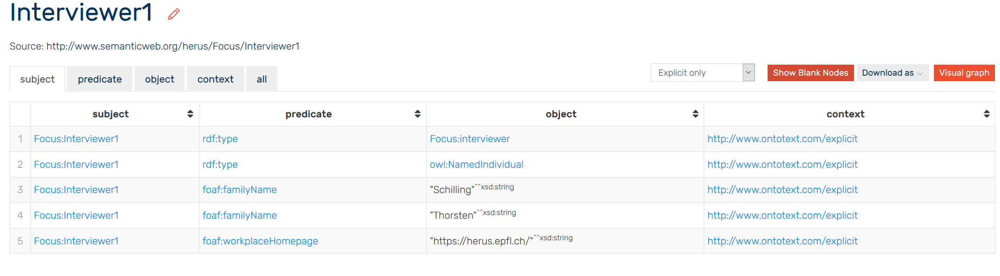 Interviewer1
Source: http://www.semanticweb.org/herus/Focus/Interviewer1
subject predicate object context all Explicit only Show Blank Nodes Download as Visual graph
subject predicate object context
1 Focus:Interviewer1 rdf:type Focus:interviewer http://www.ontotext.com/explicit
2 Focus:Interviewer1 rdf:type owl:NamedIndividual http://www.ontotext.com/explicit
3 Focus:Interviewer1 foaf:familyName "Schilling"^^xsd:string http://www.ontotext.com/explicit
4 Focus:Interviewer1 foaf:familyName "Thorsten"^^xsd:string http://www.ontotext.com/explicit
5 Focus:Interviewer1 foaf:workplaceHomepage "https://herus.epfl.ch/"^^xsd:string http://www.ontotext.com/explicit